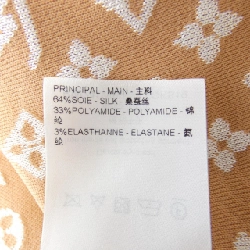 PRINCIPAL - MAIN - 主料
64%SOIE - SILK - 桑蚕丝
33%POLYAMIDE - POLYAMIDE - 锦
纶
3%ELASTHANNE - ELASTANE - 氨
纶